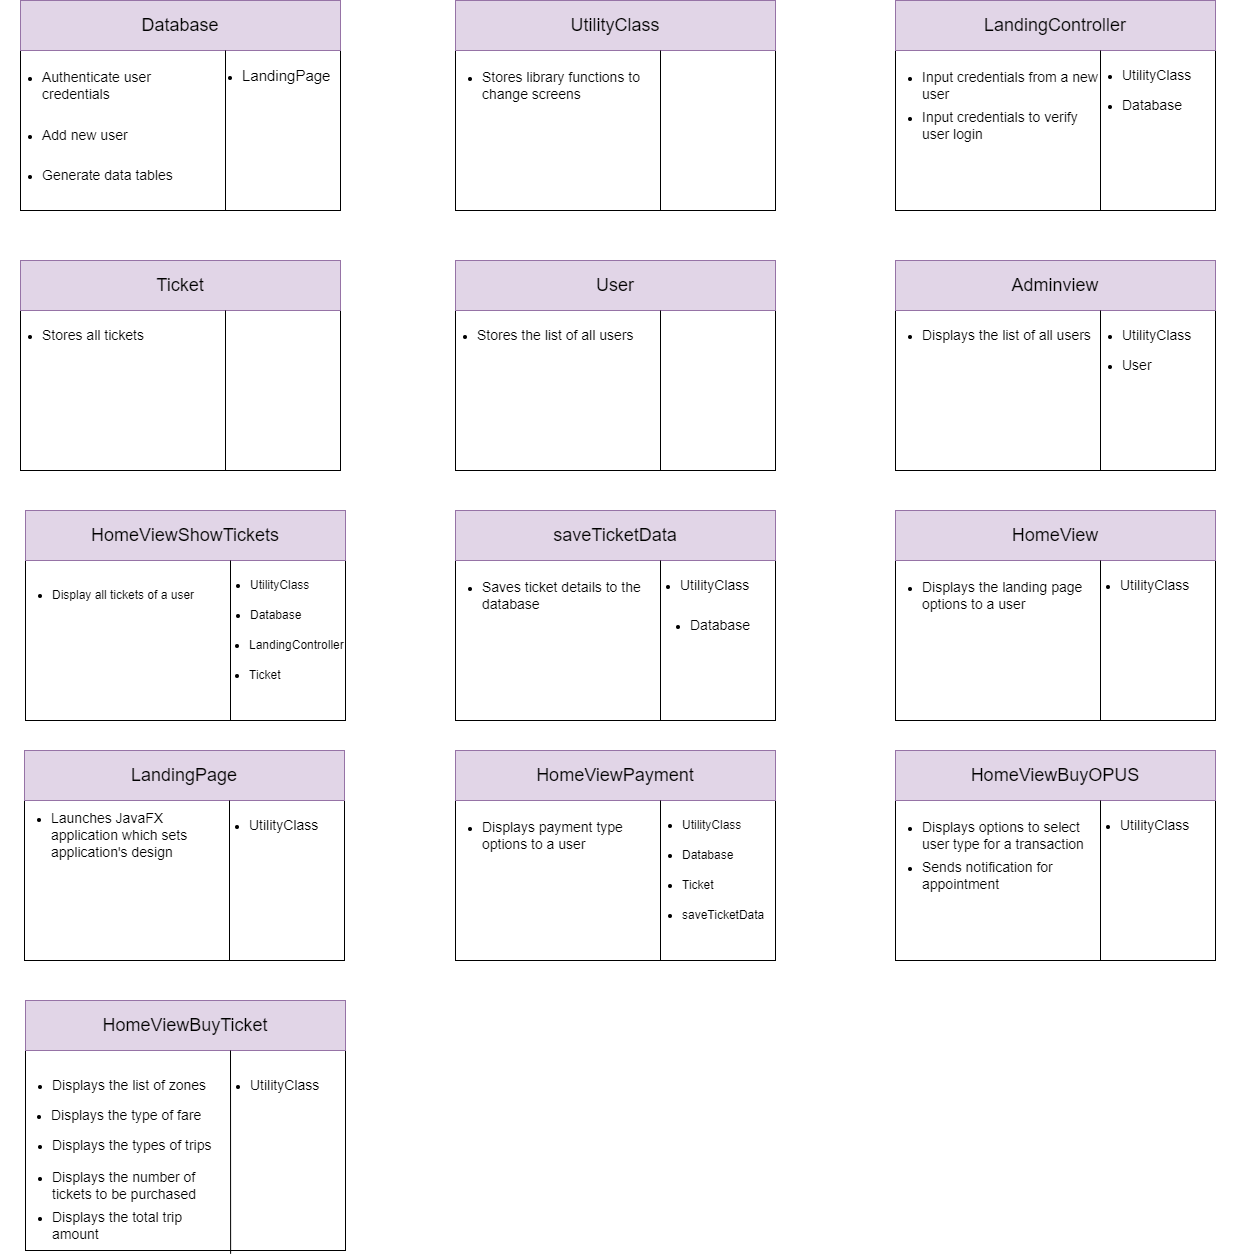 Database
Authenticate user
credentials
Add new user
Generate data tables
LandingPage
UtilityClass
Stores library functions to
change screens
LandingController
Input credentials from a new
user
Input credentials to verify
user login
UtilityClass
Database
Ticket
Stores all tickets
User
Stores the list of all users
Adminview
Displays the list of all users
UtilityClass
User
HomeViewShowTickets
Display all tickets of a user
UtilityClass
Database
LandingController
Ticket
saveTicketData
Saves ticket details to the
database
UtilityClass
Database
HomeView
Displays the landing page
options to a user
UtilityClass
LandingPage
Launches JavaFX
application which sets
application's design
UtilityClass
HomeViewPayment
Displays payment type
options to a user
UtilityClass
Database
Ticket
saveTicketData
HomeViewBuyOPUS
Displays options to select
user type for a transaction
Sends notification for
appointment
UtilityClass
HomeViewBuyTicket
Displays the list of zones
Displays the type of fare
Displays the types of trips
Displays the number of
tickets to be purchased
Displays the total trip
amount
UtilityClass